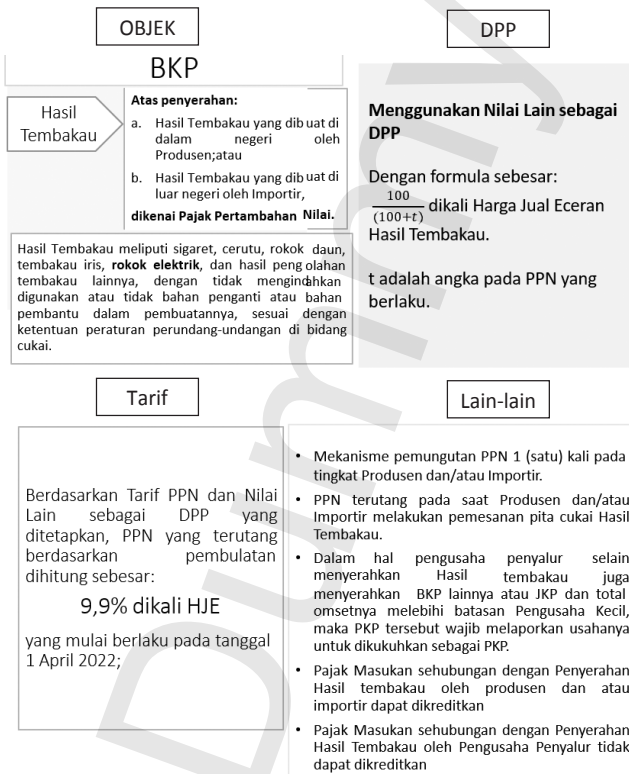 OBJEK
BKP
Hasil
Tembakau
Atas penyerahan:
a. Hasil Tembakau yang dibuat di
dalam negeri oleh
Produsen;atau
b. Hasil Tembakau yang dibuat di
luar negeri oleh Importir,
dikenai Pajak Pertambahan Nilai.
Hasil Tembakau meliputi sigaret, cerutu, rokok daun,
tembakau iris, rokok elektrik, dan hasil pengolahan
tembakau lainnya, dengan tidak mengindahkan
digunakan atau tidak bahan penganti atau bahan
pembantu dalam pembuatannya, sesuai dengan
ketentuan peraturan perundang-undangan di bidang
cukai.
DPP
Menggunakan Nilai Lain sebagai
DPP
Dengan formula sebesar:
100/(100+t) dikali Harga Jual Eceran
Hasil Tembakau.
t adalah angka pada PPN yang
berlaku.
Tarif
Berdasarkan Tarif PPN dan Nilai
Lain sebagai DPP yang
ditetapkan, PPN yang terutang
berdasarkan pembulatan
dihitung sebesar:
9,9% dikali HJE
yang mulai berlaku pada tanggal
1 April 2022;
Lain-lain
• Mekanisme pemungutan PPN 1 (satu) kali pada
tingkat Produsen dan/atau Importir.
• PPN terutang pada saat Produsen dan/atau
Importir melakukan pemesanan pita cukai Hasil
Tembakau.
• Dalam hal pengusaha penyalur selain
menyerahkan Hasil tembakau juga
menyerahkan BKP lainnya atau JKP dan total
omsetnya melebihi batasan Pengusaha Kecil,
maka PKP tersebut wajib melaporkan usahanya
untuk dikukuhkan sebagai PKP.
• Pajak Masukan sehubungan dengan Penyerahan
Hasil tembakau oleh produsen dan atau
importir dapat dikreditkan
• Pajak Masukan sehubungan dengan Penyerahan
Hasil Tembakau oleh Pengusaha Penyalur tidak
dapat dikreditkan
Dummy